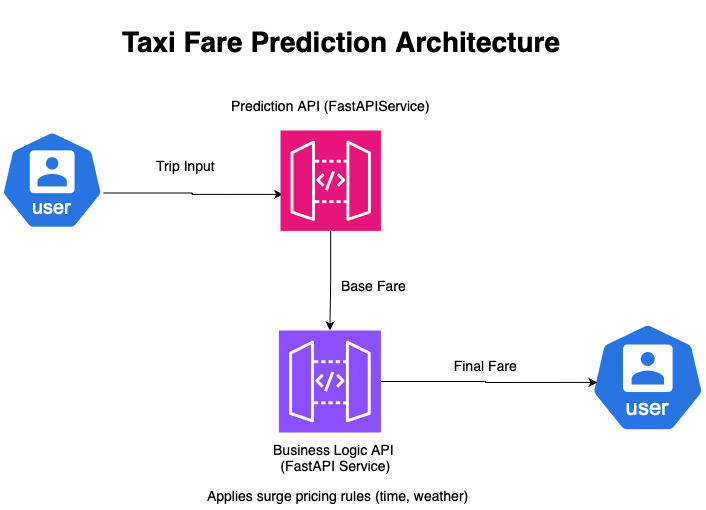 Taxi Fare Prediction Architecture
Prediction API (FastAPIService)
Trip Input
</>
user
Base Fare
</>
Final Fare
user
Business Logic API
(FastAPI Service)
Applies surge pricing rules (time, weather)